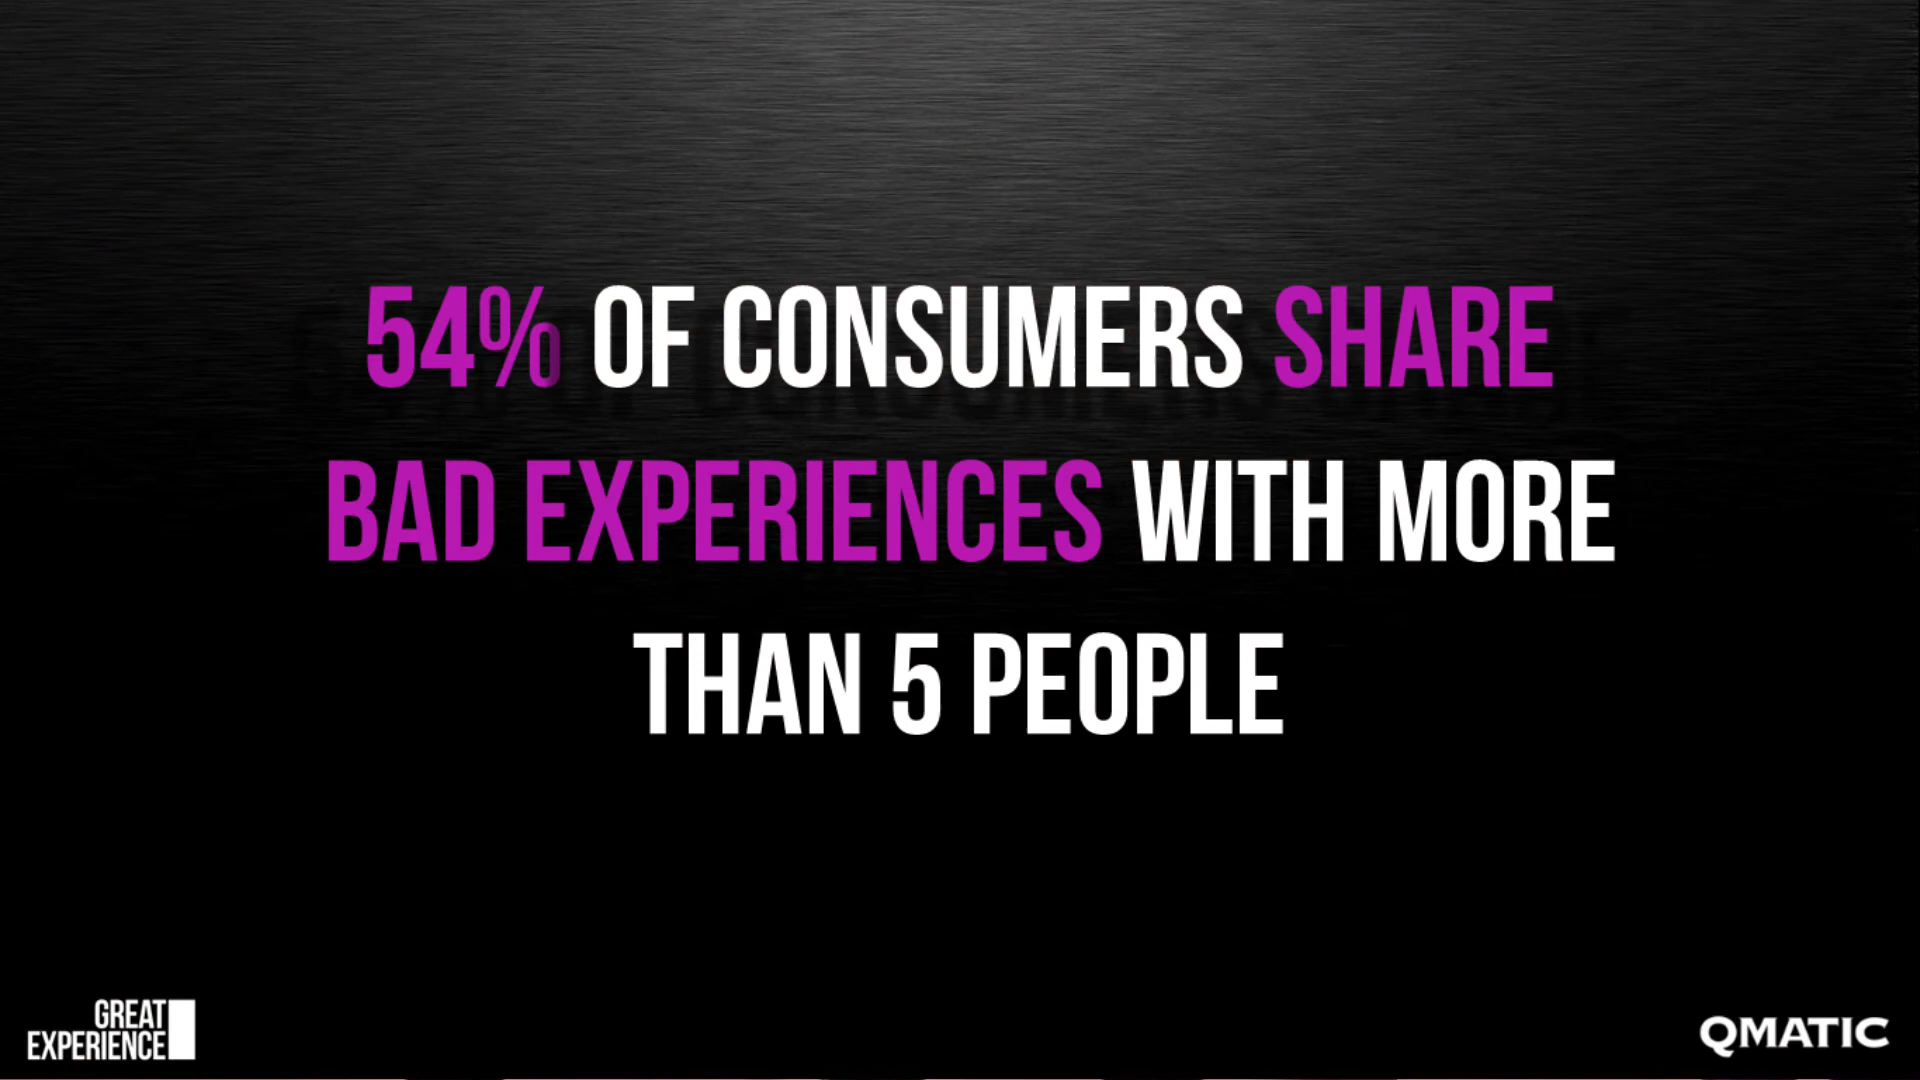 54% OF CONSUMERS SHARE
BAD EXPERIENCES WITH MORE
THAN 5 PEOPLE
GREAT
EXPERIENCE
QMATIC